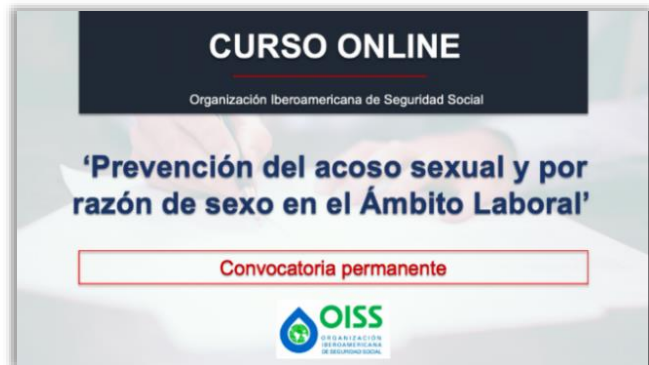 CURSO ONLINE
Organización Iberoamericana de Seguridad Social
‘Prevención del acoso sexual y por
razón de sexo en el Ámbito Laboral’
Convocatoria permanente
OISS
ORGANIZACIÓN
IBEROAMERICANA
DE SEGURIDAD SOCIAL